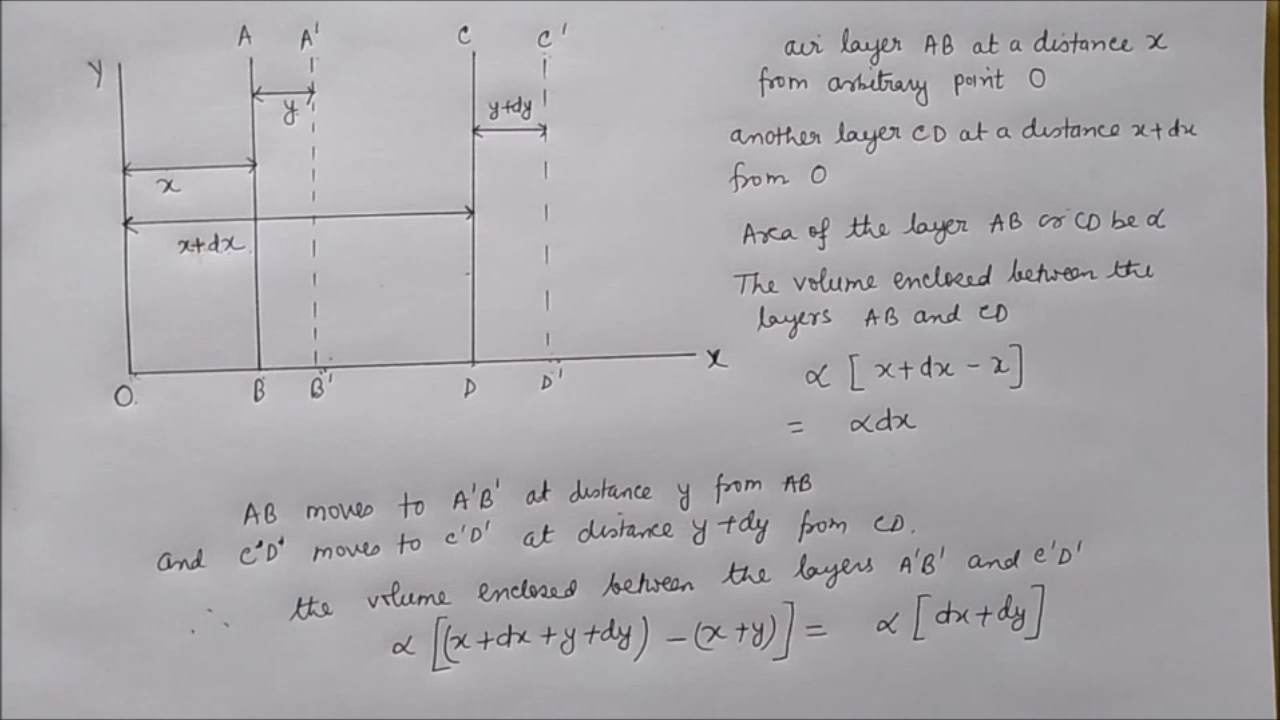 A A' C C'
Y
y
y+dy
x
x+dx
X
O B B' D D'
air layer AB at a distance x
from arbitrary point O
another layer CD at a distance x+dx
from O
Area of the layer AB or CD be α
The volume enclosed between the
layers AB and CD
α [x+dx - x]
= αdx
AB moves to A'B' at distance y from AB
and C'D' moves to C'D' at distance y+dy from CD.
∴ the volume enclosed between the layers A'B' and C'D'
α [(x+dx+y+dy) - (x+y)] = α [dx+dy]